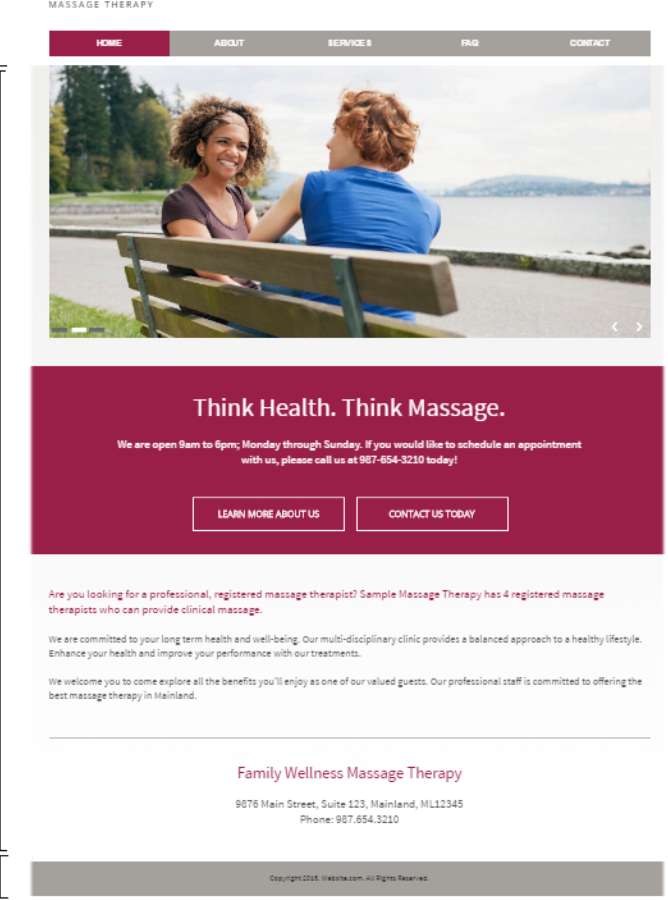 MASSAGE THERAPY
HOME ABOUT SERVICES FAQ CONTACT
Think Health. Think Massage.
We are open 9am to 6pm; Monday through Sunday. If you would like to schedule an appointment
with us, please call us at 987-654-3210 today!
LEARN MORE ABOUT US CONTACT US TODAY
Are you looking for a professional, registered massage therapist? Sample Massage Therapy has 4 registered massage
therapists who can provide clinical massage.
We are committed to your long term health and well-being. Our multi-disciplinary clinic provides a balanced approach to a healthy lifestyle.
Enhance your health and improve your performance with our treatments.
We welcome you to come explore all the benefits you'll enjoy as one of our valued guests. Our professional staff is committed to offering the
best massage therapy in Mainland.
Family Wellness Massage Therapy
9876 Main Street, Suite 123, Mainland, ML12345
Phone: 987.654.3210
Copyright 2016. Website.com. All Rights Reserved.